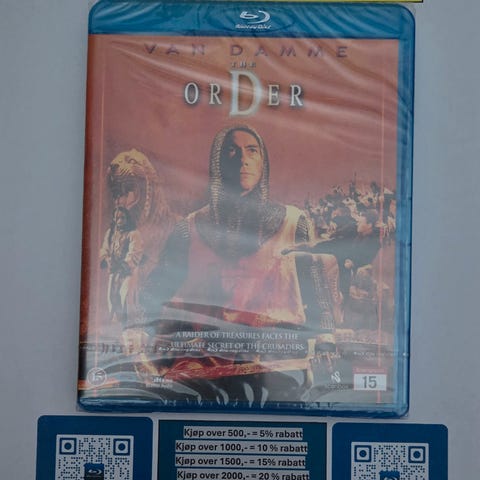 Blu-ray Disc
VAN DAMME
THE
ORDER
A RAIDER OF TREASURES FACES THE
ULTIMATE SECRET OF THE CRUSADERS
15
scanbox
15
Kjøp over 500,- = 5% rabatt
Kjøp over 1000,- = 10 % rabatt
Kjøp over 1500,- = 15% rabatt
Kjøp over 2000,- = 20 % rabatt